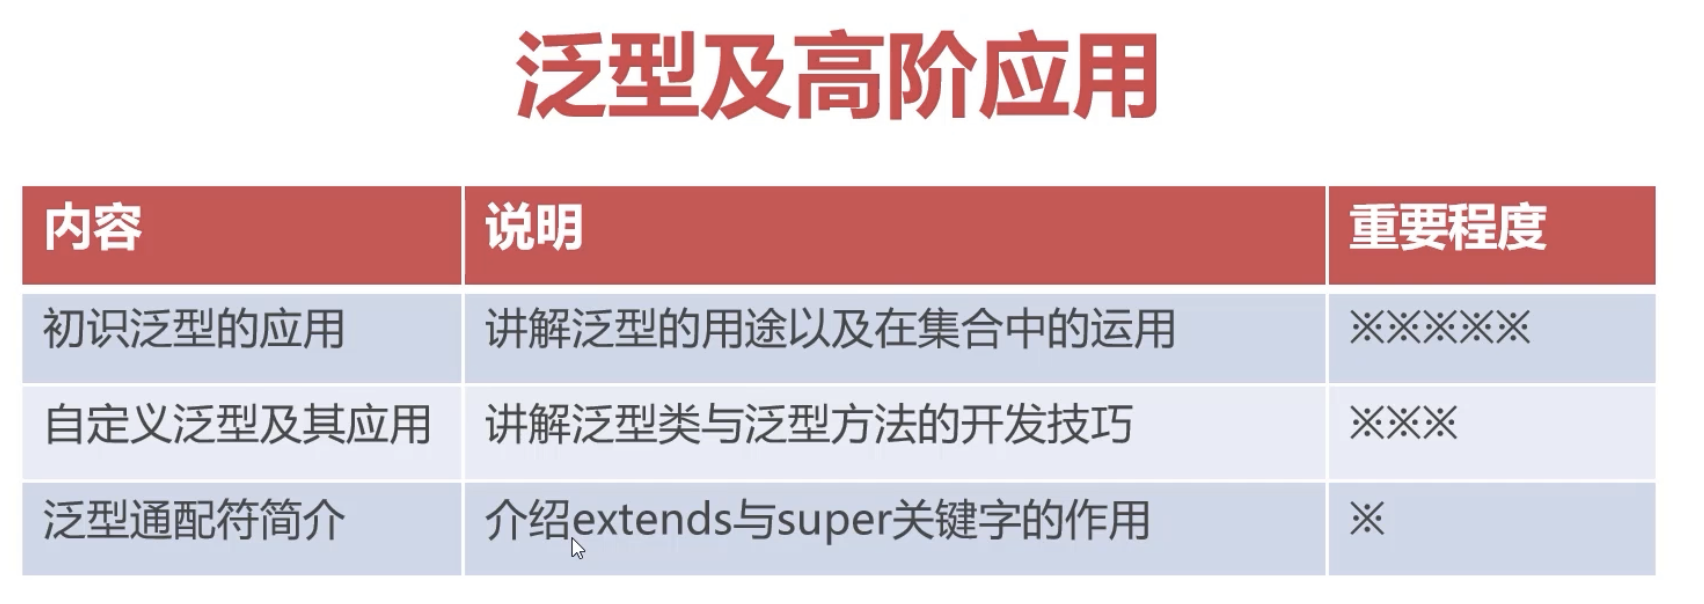 泛型及高阶应用
内容 说明 重要程度
初识泛型的应用 讲解泛型的用途以及在集合中的运用 ※※※※※
自定义泛型及其应用 讲解泛型类与泛型方法的开发技巧 ※※※
泛型通配符简介 介绍extends与super关键字的作用 ※